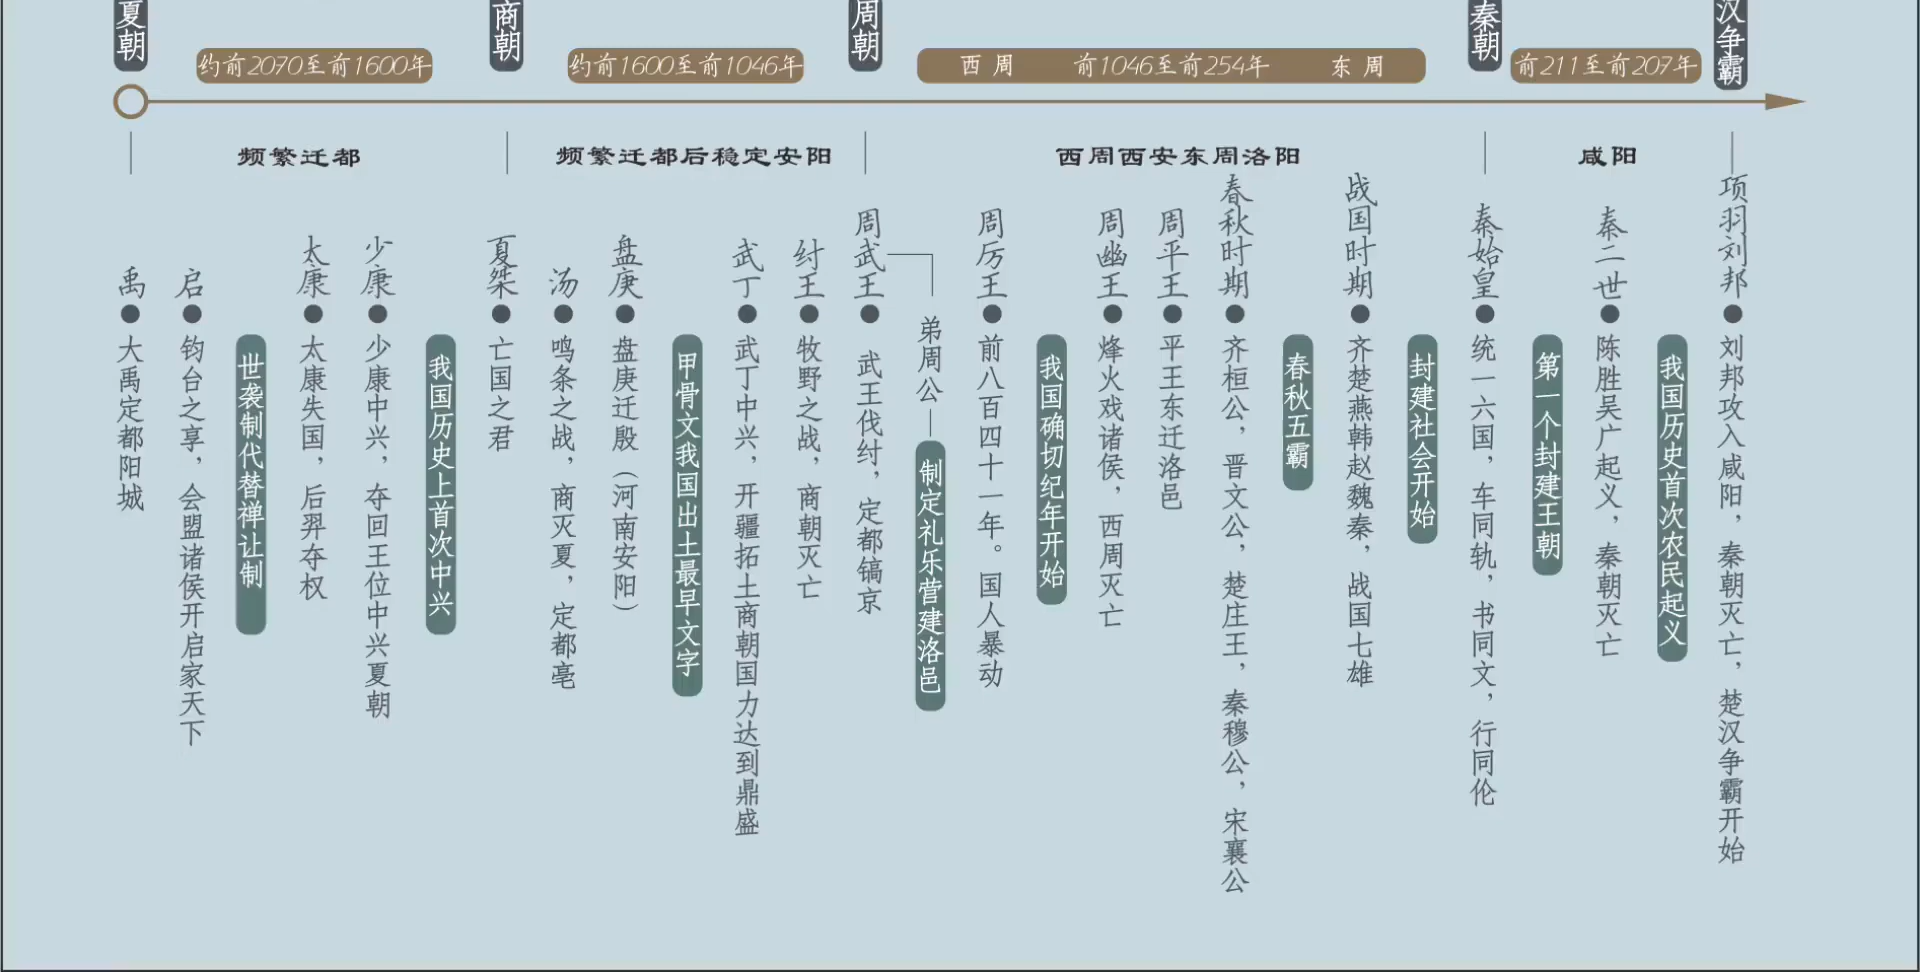 夏朝
约前2070至前1600年
商朝
约前1600至前1046年
周朝
西周 前1046至前254年 东周
秦朝
前211至前207年
汉争霸
频繁迁都
频繁迁都后稳定安阳
西周西安东周洛阳
咸阳
禹
大禹定都阳城
启
钧台之享，会盟诸侯开启家天下
世袭制代替禅让制
太康
太康失国，后羿夺权
少康
少康中兴，夺回王位中兴夏朝
我国历史上首次中兴
夏桀
亡国之君
汤
鸣条之战，商灭夏，定都亳
盘庚
盘庚迁殷（河南安阳）
甲骨文我国出土最早文字
武丁
武丁中兴，开疆拓土商朝国力达到鼎盛
纣王
牧野之战，商朝灭亡
周武王
武王伐纣，定都镐京
弟周公
制定礼乐营建洛邑
周厉王
前八百四十一年。国人暴动
我国确切纪年开始
周幽王
烽火戏诸侯，西周灭亡
周平王
平王东迁洛邑
春秋时期
齐桓公，晋文公，楚庄王，秦穆公，宋襄公
春秋五霸
战国时期
齐楚燕韩赵魏秦，战国七雄
封建社会开始
秦始皇
统一六国，车同轨，书同文，行同伦
第一个封建王朝
秦二世
陈胜吴广起义，秦朝灭亡
我国历史首次农民起义
项羽刘邦
刘邦攻入咸阳，秦朝灭亡，楚汉争霸开始